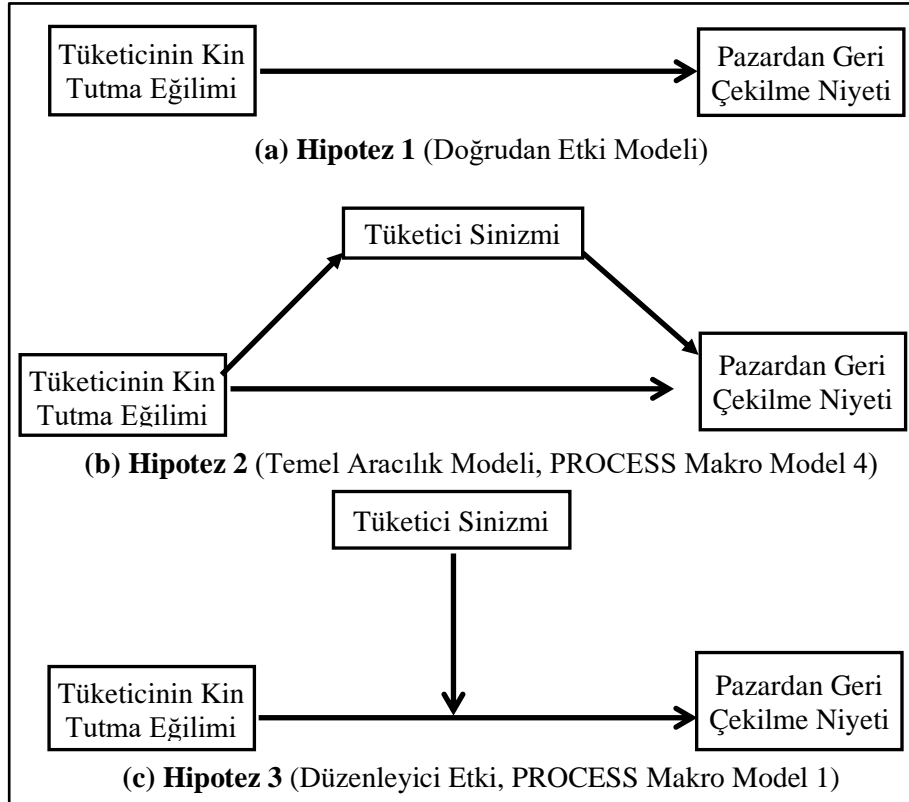 Tüketicinin Kin
Tutma Eğilimi
Pazardan Geri
Çekilme Niyeti
(a) Hipotez 1 (Doğrudan Etki Modeli)
Tüketici Sinizmi
Tüketicinin Kin
Tutma Eğilimi
Pazardan Geri
Çekilme Niyeti
(b) Hipotez 2 (Temel Aracılık Modeli, PROCESS Makro Model 4)
Tüketici Sinizmi
Tüketicinin Kin
Tutma Eğilimi
Pazardan Geri
Çekilme Niyeti
(c) Hipotez 3 (Düzenleyici Etki, PROCESS Makro Model 1)